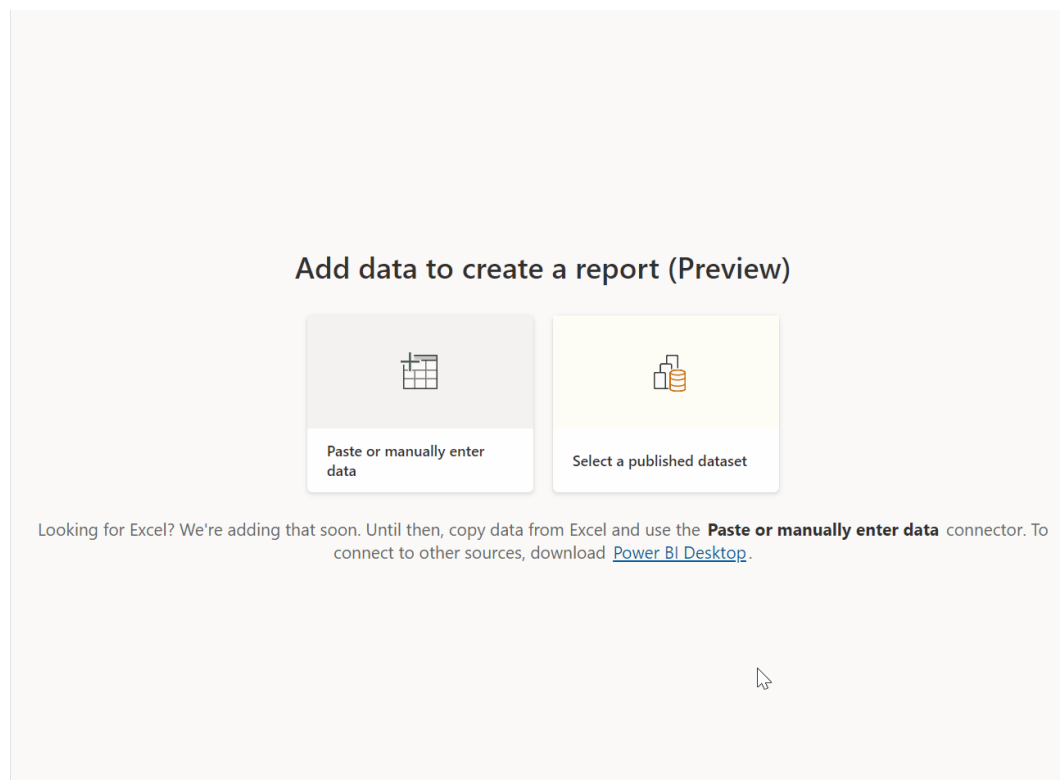 Add data to create a report (Preview)
Paste or manually enter
data
Select a published dataset
Looking for Excel? We're adding that soon. Until then, copy data from Excel and use the Paste or manually enter data connector. To
connect to other sources, download Power BI Desktop.